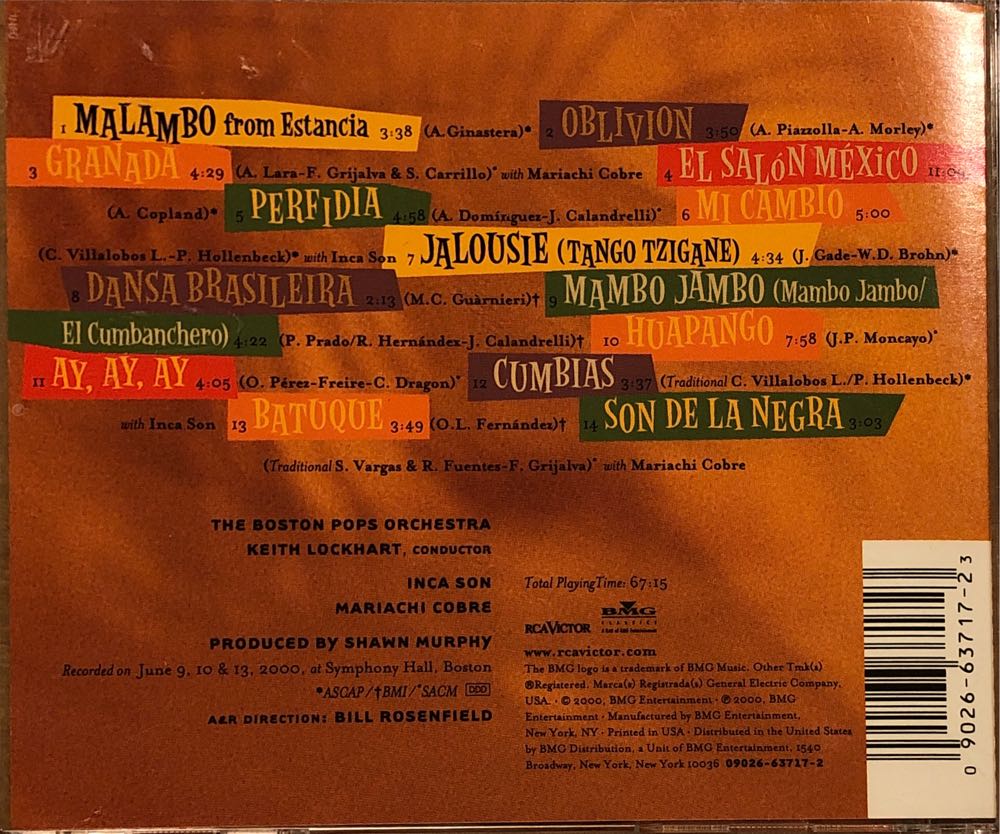 1 MALAMBO from Estancia 3:38 (A.Ginastera)* 2 OBLIVION 3:50 (A. Piazzolla-A. Morley)*
3 GRANADA 4:29 (A. Lara-F. Grijalva & S. Carrillo)° with Mariachi Cobre 4 EL SALÓN MÉXICO
(A. Copland)* 5 PERFIDIA 4:58 (A. Domínguez-J. Calandrelli)° 6 MI CAMBIO 5:00
(C. Villalobos L.-P. Hollenbeck)* with Inca Son 7 JALOUSIE (TANGO TZIGANE) 4:34 (J. Gade-W.D. Brohn)*
8 DANSA BRASILEIRA 2:13 (M.C. Guàrnieri)† 9 MAMBO JAMBO (Mambo Jambo/
El Cumbanchero) 4:22 (P. Prado/R. Hernández-J. Calandrelli)† 10 HUAPANGO 7:58 (J.P. Moncayo)°
11 AY, AY, AY 4:05 (O. Pérez-Freire-C. Dragon)° 12 CUMBIAS 3:37 (Traditional C. Villalobos L./P. Hollenbeck)*
with Inca Son 13 BATUQUE 3:49 (O.L. Fernández)† 14 SON DE LA NEGRA 3:03
(Traditional S. Vargas & R. Fuentes-F. Grijalva)° with Mariachi Cobre
THE BOSTON POPS ORCHESTRA
KEITH LOCKHART, CONDUCTOR
INCA SON
MARIACHI COBRE
PRODUCED BY SHAWN MURPHY
Recorded on June 9, 10 & 13, 2000, at Symphony Hall, Boston
*ASCAP/†BMI/°SACM DDD
A&R DIRECTION: BILL ROSENFIELD
Total Playing Time: 67:15
RCA VICTOR BMG
CLASSICS
www.rcavictor.com
The BMG logo is a trademark of BMG Music. Other Tmk(s)
®Registered. Marca(s) Registrada(s) General Electric Company,
USA. · © 2000, BMG Entertainment · ℗ 2000, BMG
Entertainment · Manufactured by BMG Entertainment,
New York, NY · Printed in USA · Distributed in the United States
by BMG Distribution, a Unit of BMG Entertainment, 1540
Broadway, New York, New York 10036 09026-63717-2
0 9026-63717-2 3